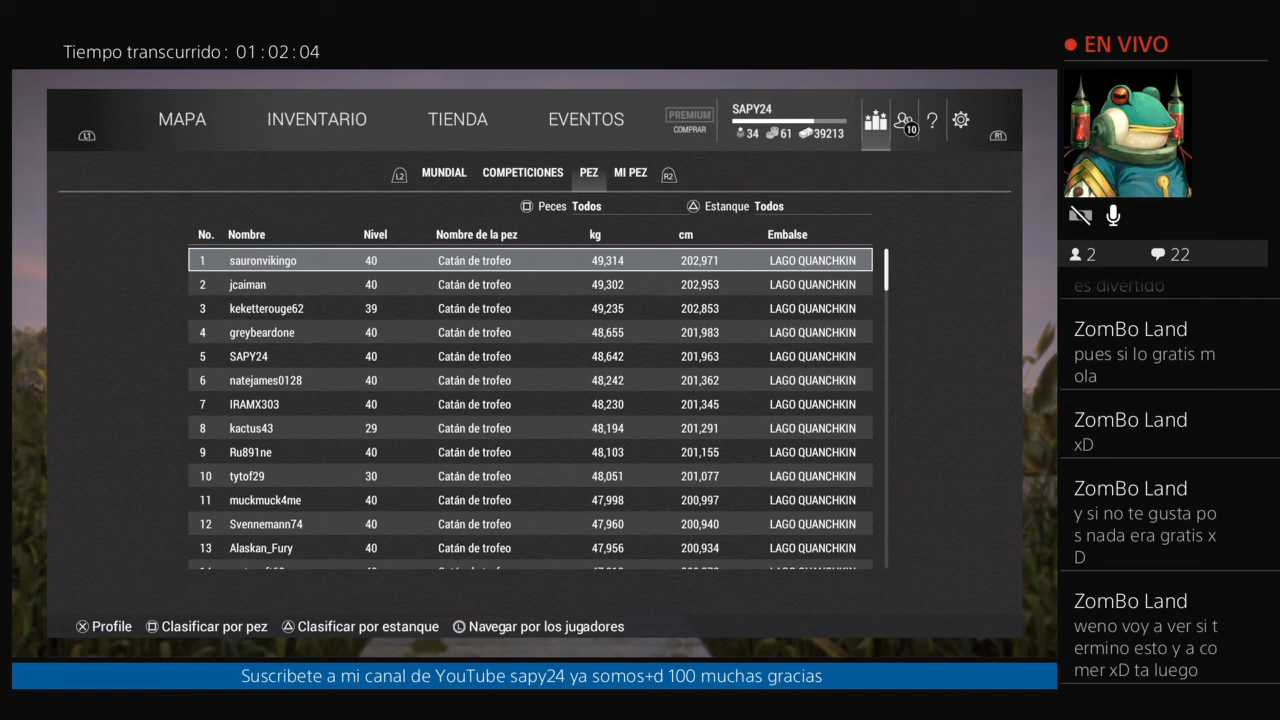 Tiempo transcurrido : 01 : 02 : 04
EN VIVO
L1
MAPA INVENTARIO TIENDA EVENTOS
PREMIUM
COMPRAR
SAPY24
34 61 39213
10
?
R1
L2 MUNDIAL COMPETICIONES PEZ MI PEZ R2
Peces Todos Estanque Todos
No. Nombre Nivel Nombre de la pez kg cm Embalse
1 sauronvikingo 40 Catán de trofeo 49,314 202,971 LAGO QUANCHKIN
2 jcaiman 40 Catán de trofeo 49,302 202,953 LAGO QUANCHKIN
3 keketterouge62 39 Catán de trofeo 49,235 202,853 LAGO QUANCHKIN
4 greybeardone 40 Catán de trofeo 48,655 201,983 LAGO QUANCHKIN
5 SAPY24 40 Catán de trofeo 48,642 201,963 LAGO QUANCHKIN
6 natejames0128 40 Catán de trofeo 48,242 201,362 LAGO QUANCHKIN
7 IRAMX303 40 Catán de trofeo 48,230 201,345 LAGO QUANCHKIN
8 kactus43 29 Catán de trofeo 48,194 201,291 LAGO QUANCHKIN
9 Ru891ne 40 Catán de trofeo 48,103 201,155 LAGO QUANCHKIN
10 tytof29 30 Catán de trofeo 48,051 201,077 LAGO QUANCHKIN
11 muckmuck4me 40 Catán de trofeo 47,998 200,997 LAGO QUANCHKIN
12 Svennemann74 40 Catán de trofeo 47,960 200,940 LAGO QUANCHKIN
13 Alaskan_Fury 40 Catán de trofeo 47,956 200,934 LAGO QUANCHKIN
Profile Clasificar por pez Clasificar por estanque L Navegar por los jugadores
Suscribete a mi canal de YouTube sapy24 ya somos+d 100 muchas gracias
2 22
es divertido
ZomBo Land
pues si lo gratis m
ola
ZomBo Land
xD
ZomBo Land
y si no te gusta po
s nada era gratis x
D
ZomBo Land
weno voy a ver si t
ermino esto y a co
mer xD ta luego